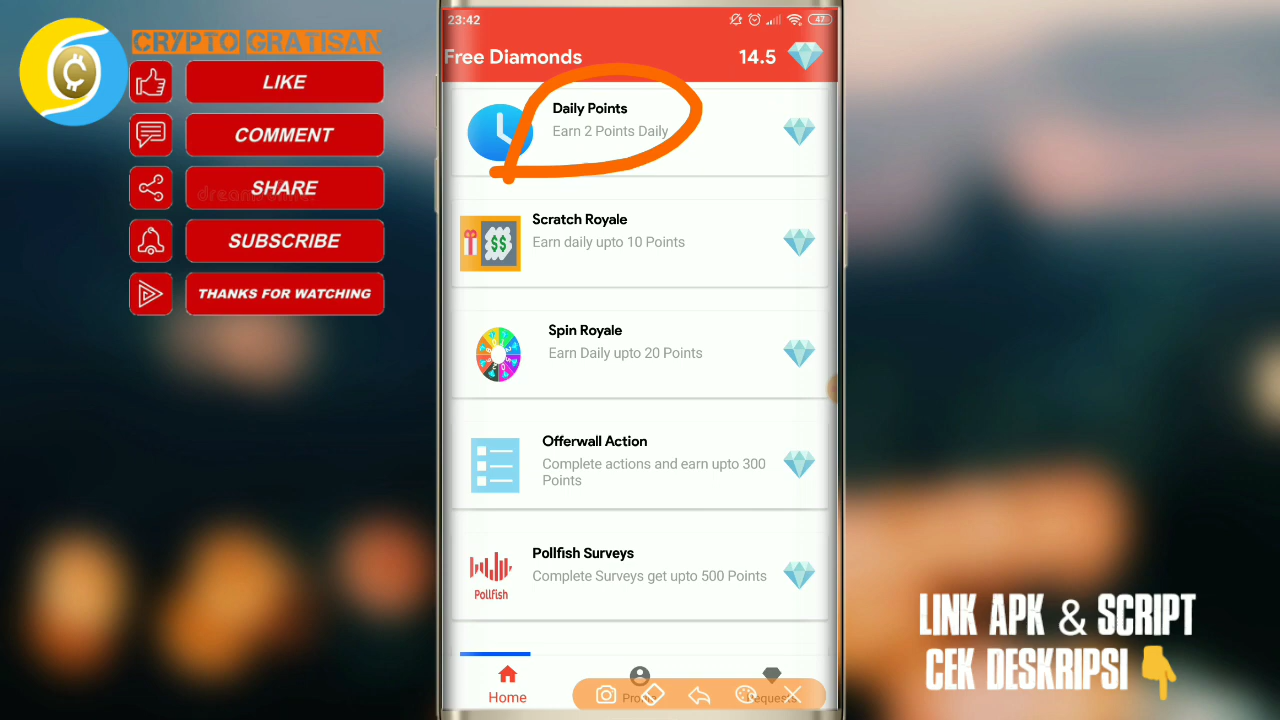 CRYPTO GRATISAN
LIKE
COMMENT
SHARE
SUBSCRIBE
THANKS FOR WATCHING
23:42
47
Free Diamonds
14.5
Daily Points
Earn 2 Points Daily
Scratch Royale
Earn daily upto 10 Points
$$
Spin Royale
Earn Daily upto 20 Points
Offerwall Action
Complete actions and earn upto 300
Points
Pollfish Surveys
Complete Surveys get upto 500 Points
Pollfish
Home
LINK APK & SCRIPT
CEK DESKRIPSI